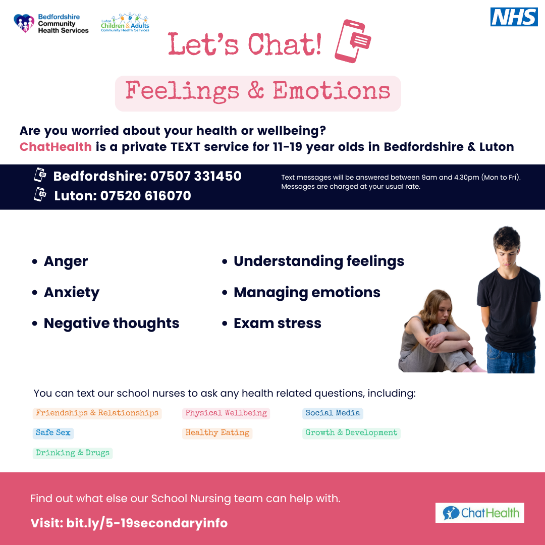 Bedfordshire
Community
Health Services
Children & Adults
Community Health Services
NHS
Let's Chat!
Feelings & Emotions
Are you worried about your health or wellbeing?
ChatHealth is a private TEXT service for 11-19 year olds in Bedfordshire & Luton
Bedfordshire: 07507 331450
Luton: 07520 616070
Text messages will be answered between 9am and 4.30pm (Mon to Fri).
Messages are charged at your usual rate.
• Anger
• Anxiety
• Negative thoughts
• Understanding feelings
• Managing emotions
• Exam stress
You can text our school nurses to ask any health related questions, including:
Friendships & Relationships
Physical Wellbeing
Social Media
Safe Sex
Healthy Eating
Growth & Development
Drinking & Drugs
Find out what else our School Nursing team can help with.
Visit: bit.ly/5-19secondaryinfo
ChatHealth